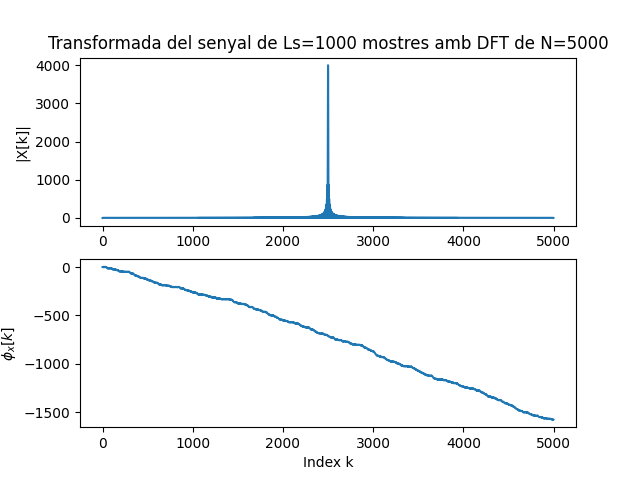 Transformada del senyal de Ls=1000 mostres amb DFT de N=5000
|X[k]|
4000
3000
2000
1000
0
0 1000 2000 3000 4000 5000
ϕx[k]
0
−500
−1000
−1500
0 1000 2000 3000 4000 5000
Index k